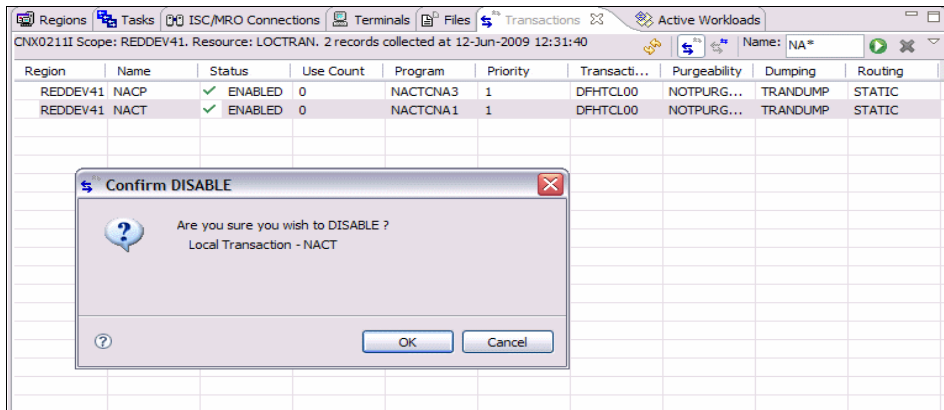 Regions Tasks ISC/MRO Connections Terminals Files Transactions Active Workloads
CNX0211I Scope: REDDEV41. Resource: LOCTRAN. 2 records collected at 12-Jun-2009 12:31:40 Name: NA*
Region Name Status Use Count Program Priority Transacti... Purgeability Dumping Routing
REDDEV41 NACP ENABLED 0 NACTCNA3 1 DFHTCL00 NOTPURG... TRANDUMP STATIC
REDDEV41 NACT ENABLED 0 NACTCNA1 1 DFHTCL00 NOTPURG... TRANDUMP STATIC
Confirm DISABLE
Are you sure you wish to DISABLE ?
Local Transaction - NACT
OK Cancel